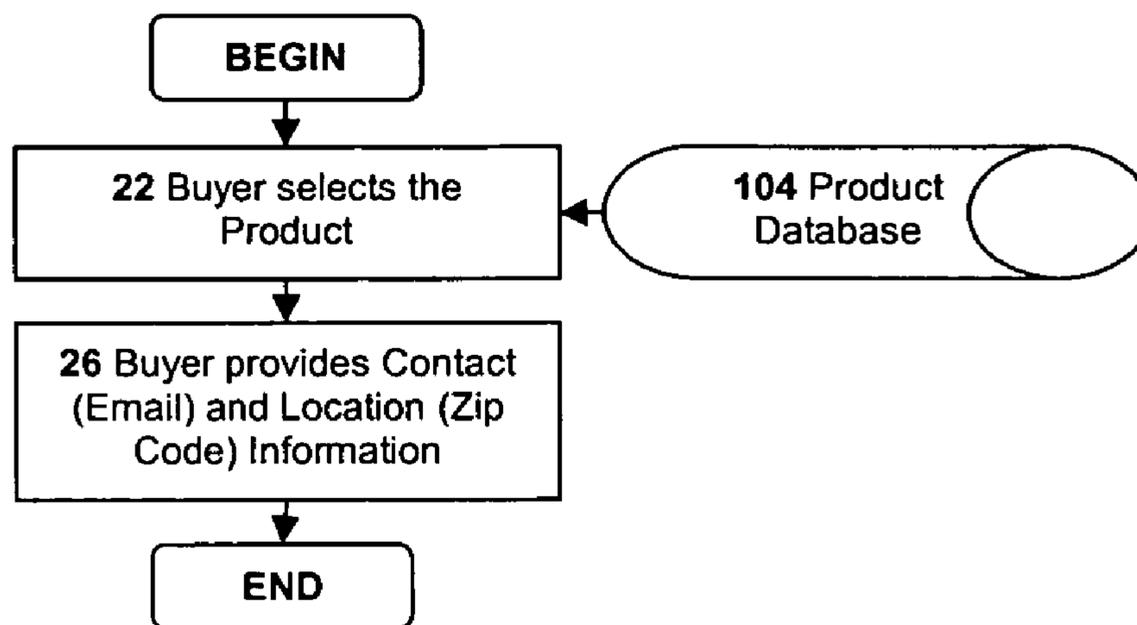 BEGIN
22 Buyer selects the
Product
104 Product
Database
26 Buyer provides Contact
(Email) and Location (Zip
Code) Information
END